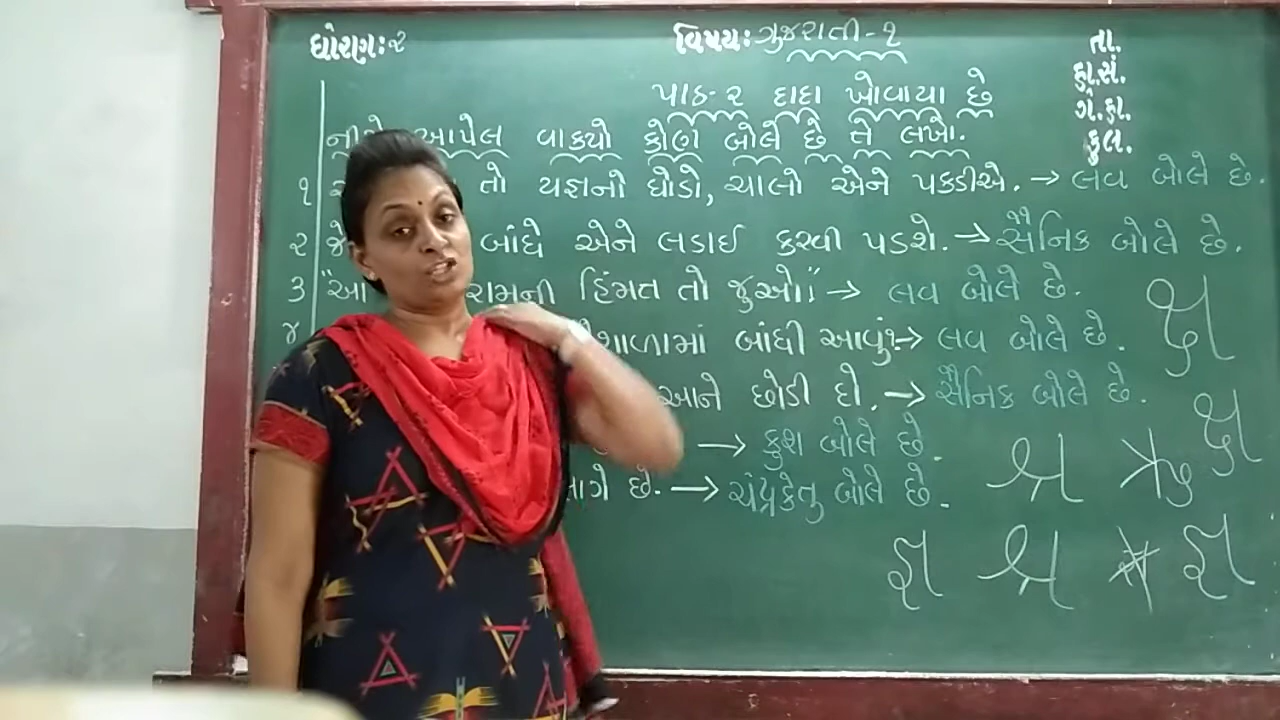 ધોરણ:૨
વિષય: ગુજરાતી-૧
તા.
હા.સં.
ગે.હા.
કુલ.
પાઠ-૨ દાદા ખોવાયા છે
નીચે આપેલ વાક્યો કોણ બોલે છે તે લખો.
૧ તો યજ્ઞનો ઘોડો, ચાલો એને પકડીએ. → લવ બોલે છે.
૨ જે બાંધે એને લડાઈ કરવી પડશે. → સૈનિક બોલે છે.
૩ "આ રામની હિંમત તો જુઓ!" → લવ બોલે છે.
૪ શાળામાં બાંધી આવું? → લવ બોલે છે.
આને છોડી દો. → સૈનિક બોલે છે.
→ કુશ બોલે છે.
લાગે છે. → ચંદ્રકેતુ બોલે છે.
ક્ષ
ક્ષ
શ્ર
જ્ઞ શ્ર જ્ઞ